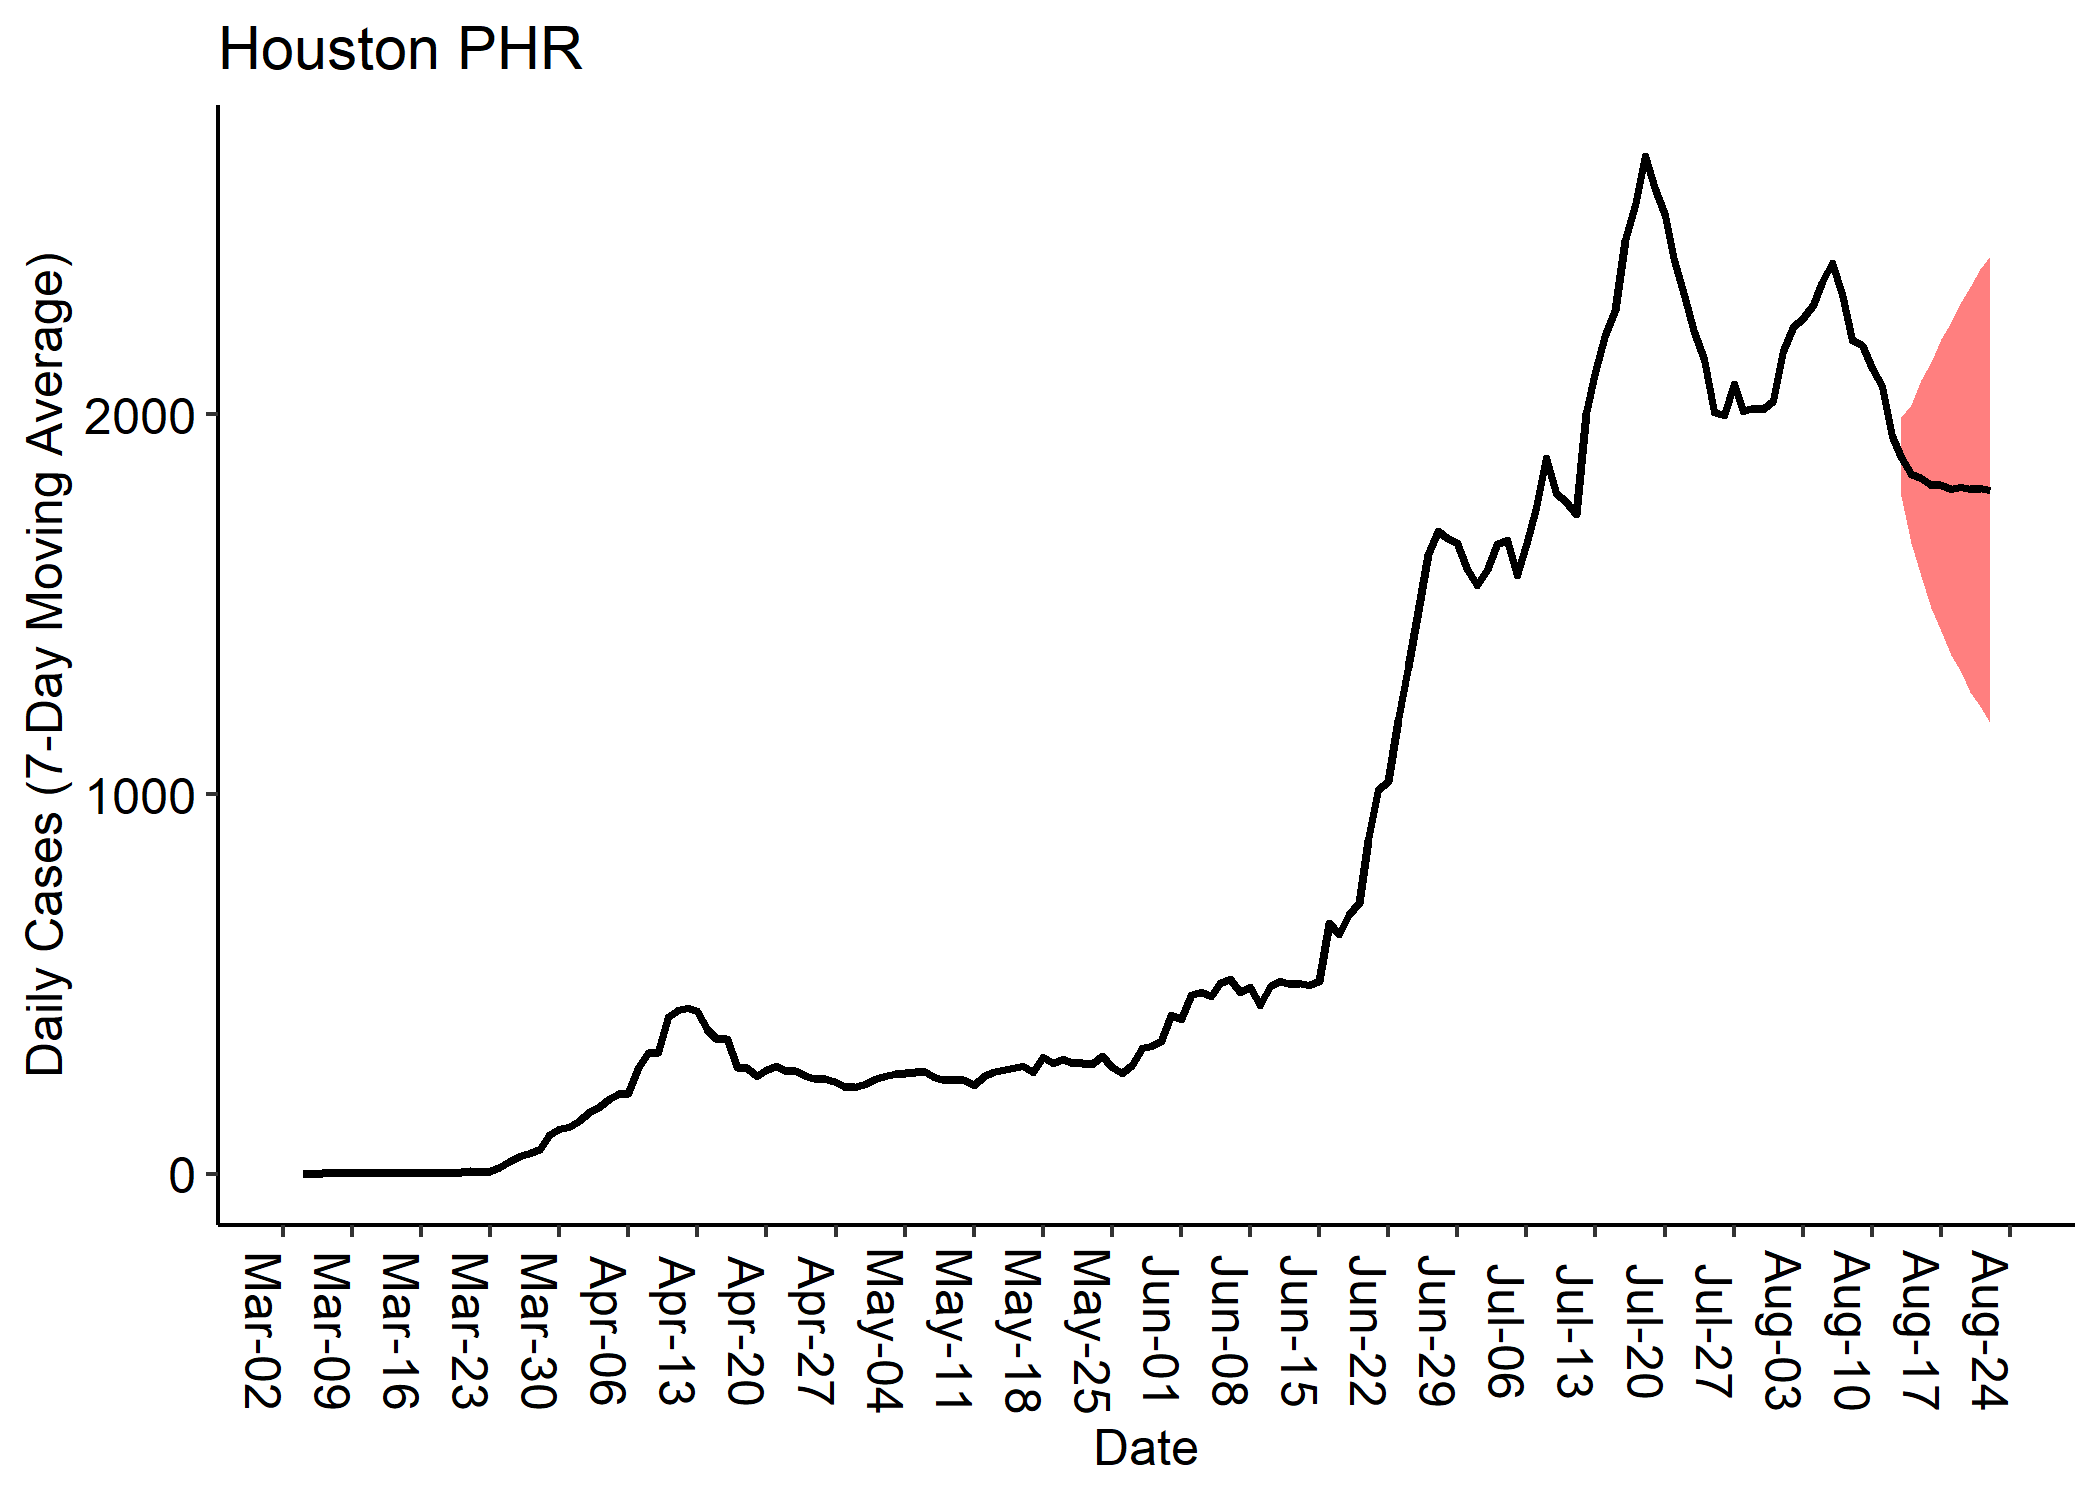 Houston PHR
Daily Cases (7-Day Moving Average)
2000
1000
0
Mar-02
Mar-09
Mar-16
Mar-23
Mar-30
Apr-06
Apr-13
Apr-20
Apr-27
May-04
May-11
May-18
May-25
Jun-01
Jun-08
Jun-15
Jun-22
Jun-29
Jul-06
Jul-13
Jul-20
Jul-27
Aug-03
Aug-10
Aug-17
Aug-24
Date